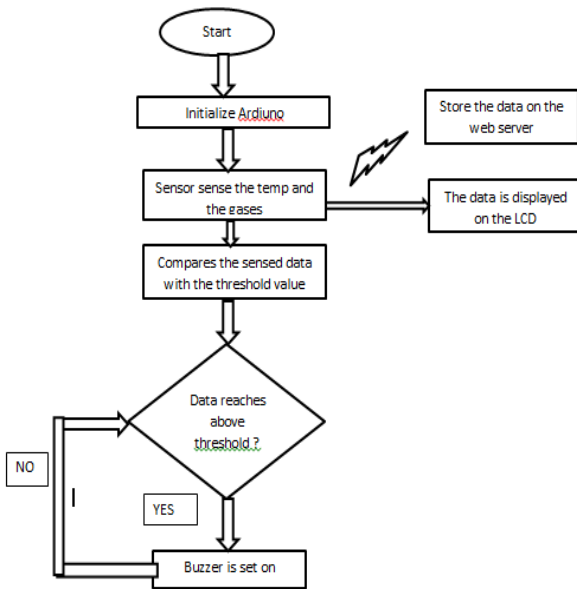 Start
Initialize Ardiuno
Store the data on the
web server
Sensor sense the temp and
the gases
The data is displayed
on the LCD
Compares the sensed data
with the threshold value
Data reaches
above
threshold ?
NO
YES
Buzzer is set on